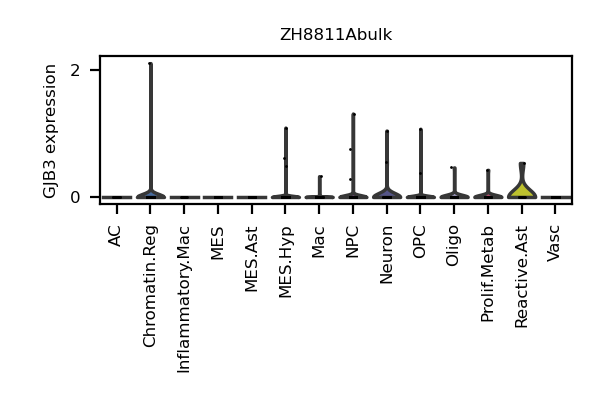 ZH8811Abulk
GJB3 expression
2
0
AC
Chromatin.Reg
Inflammatory.Mac
MES
MES.Ast
MES.Hyp
Mac
NPC
Neuron
OPC
Oligo
Prolif.Metab
Reactive.Ast
Vasc